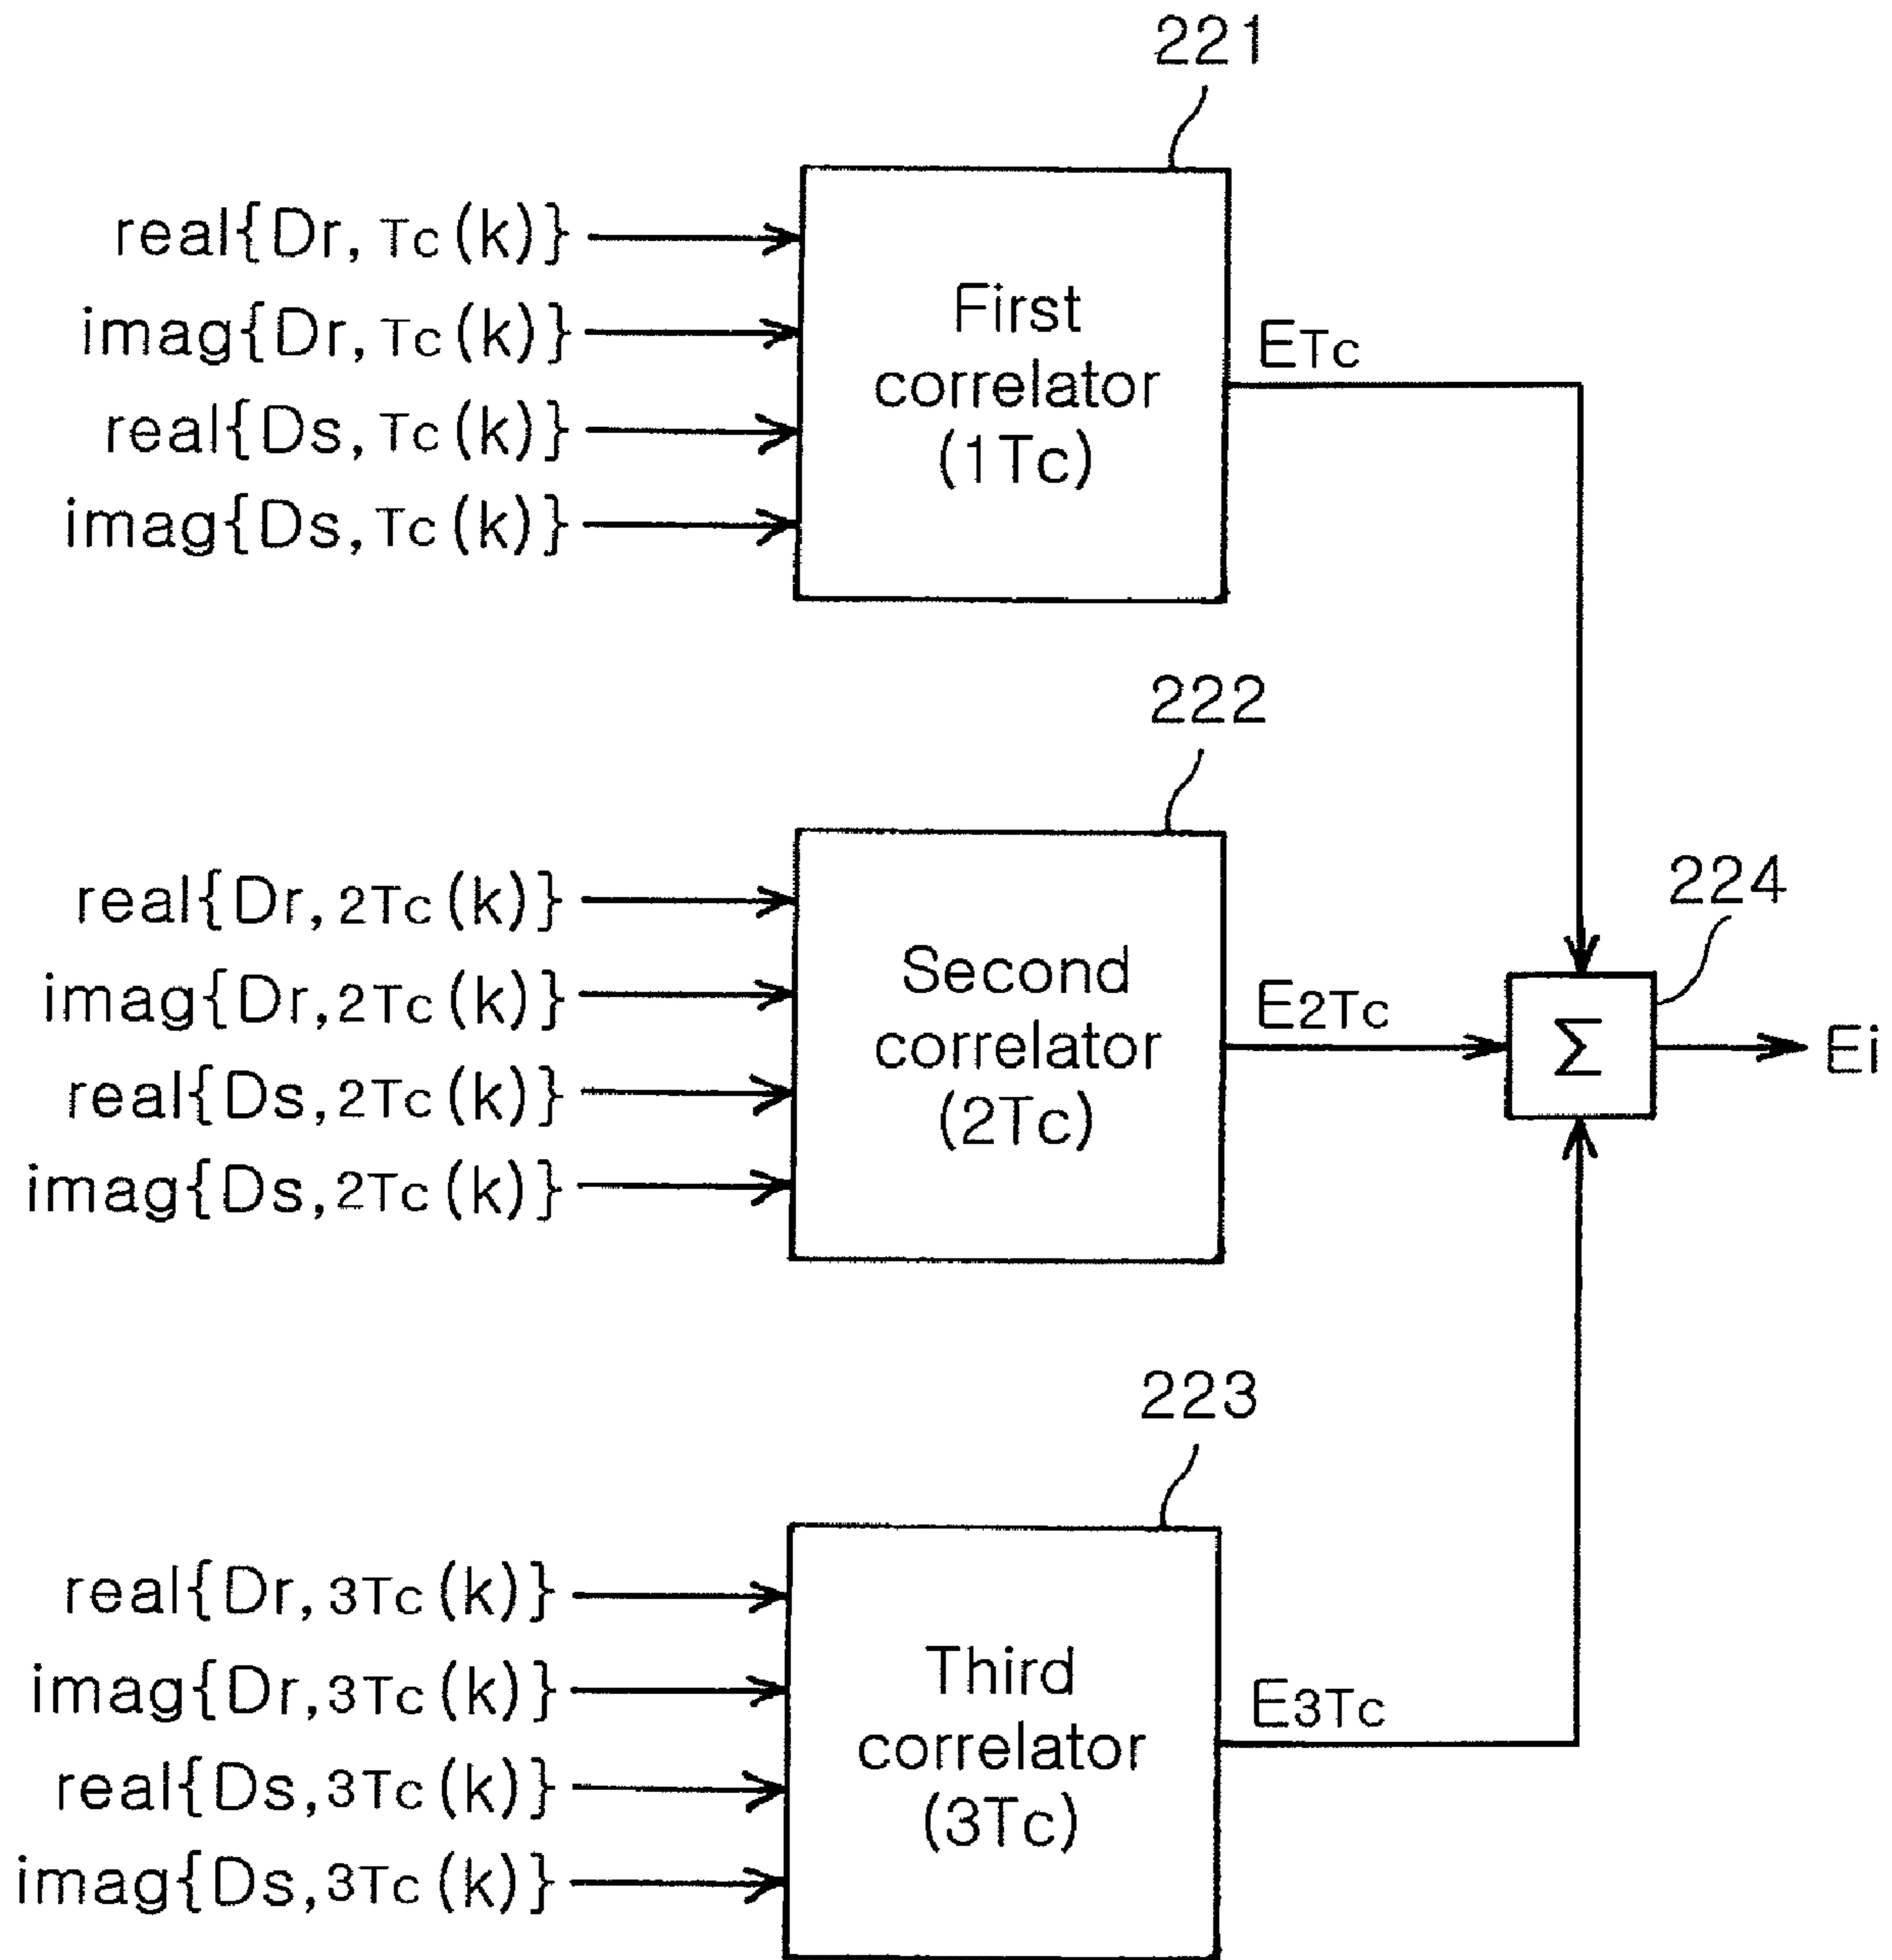 221
real{Dr, Tc(k)}
imag{Dr, Tc(k)}
real{Ds, Tc(k)}
imag{Ds, Tc(k)}
First
correlator
(1Tc)
ETc
222
real{Dr, 2Tc(k)}
imag{Dr, 2Tc(k)}
real{Ds, 2Tc(k)}
imag{Ds, 2Tc(k)}
Second
correlator
(2Tc)
E2Tc
224
Σ
Ei
223
real{Dr, 3Tc(k)}
imag{Dr, 3Tc(k)}
real{Ds, 3Tc(k)}
imag{Ds, 3Tc(k)}
Third
correlator
(3Tc)
E3Tc